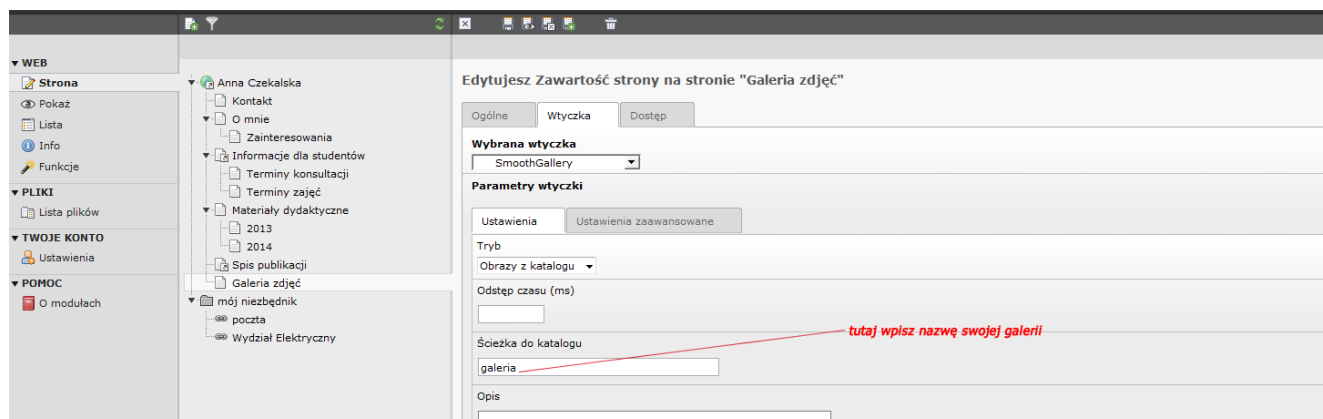 WEB
Strona
Pokaż
Lista
Info
Funkcje
PLIKI
Lista plików
TWOJE KONTO
Ustawienia
POMOC
O modułach
Anna Czekalska
Kontakt
O mnie
Zainteresowania
Informacje dla studentów
Terminy konsultacji
Terminy zajęć
Materiały dydaktyczne
2013
2014
Spis publikacji
Galeria zdjęć
mój niezbędnik
poczta
Wydział Elektryczny
Edytujesz Zawartość strony na stronie "Galeria zdjęć"
Ogólne Wtyczka Dostęp
Wybrana wtyczka
SmoothGallery
Parametry wtyczki
Ustawienia Ustawienia zaawansowane
Tryb
Obrazy z katalogu
Odstęp czasu (ms)
tutaj wpisz nazwę swojej galerii
Ścieżka do katalogu
galeria
Opis